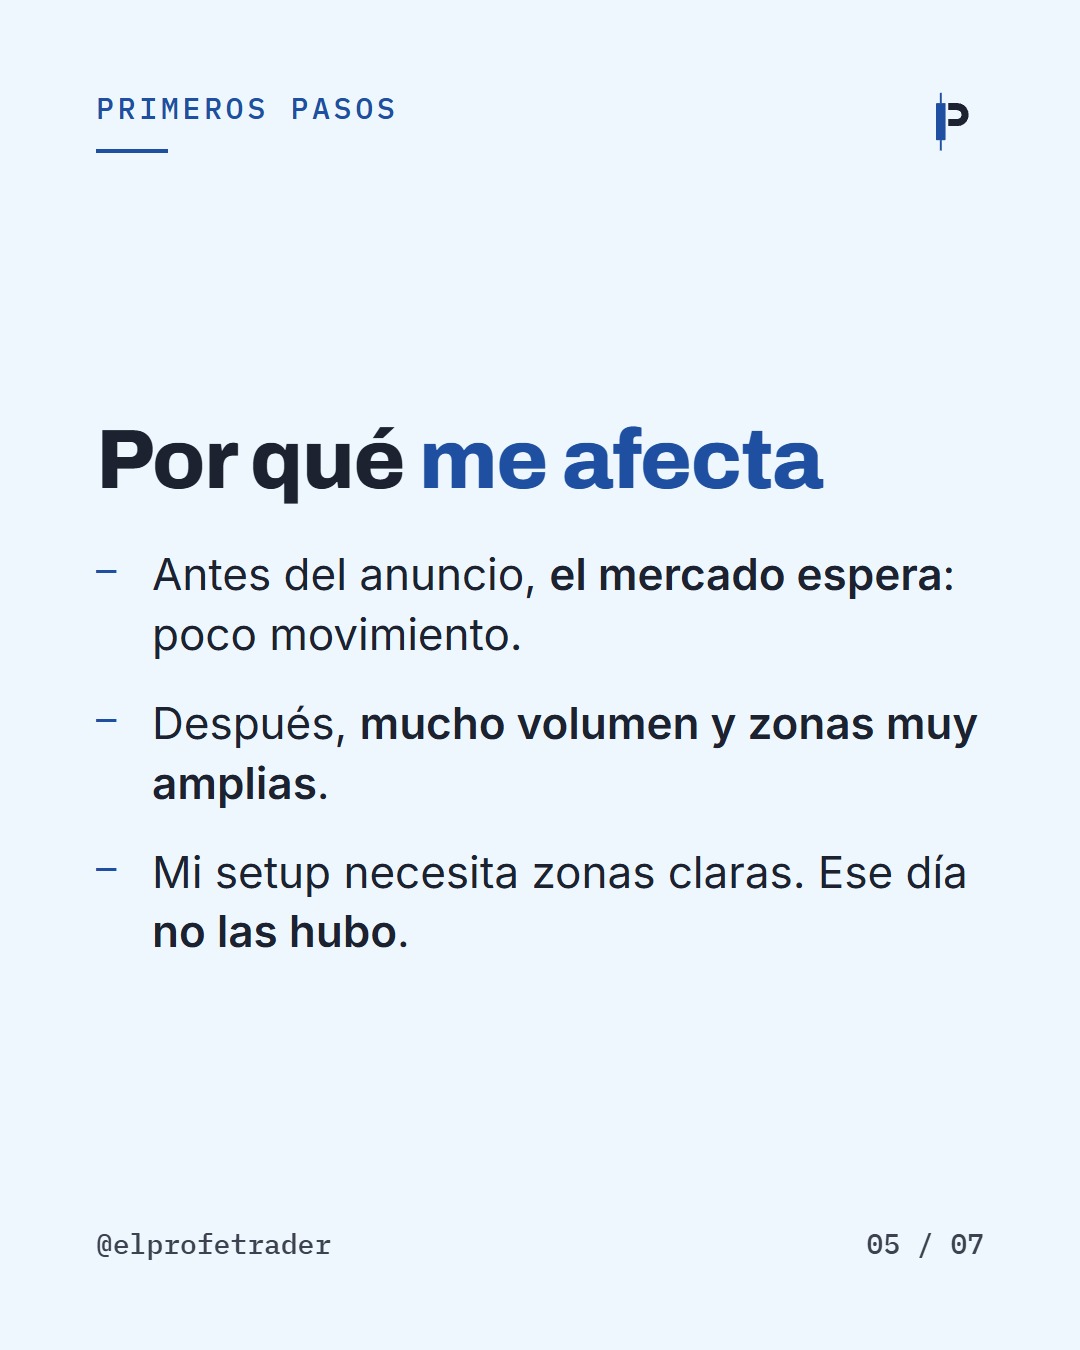 PRIMEROS PASOS
Por qué me afecta
– Antes del anuncio, el mercado espera:
poco movimiento.
– Después, mucho volumen y zonas muy
amplias.
– Mi setup necesita zonas claras. Ese día
no las hubo.
@elprofetrader
05 / 07